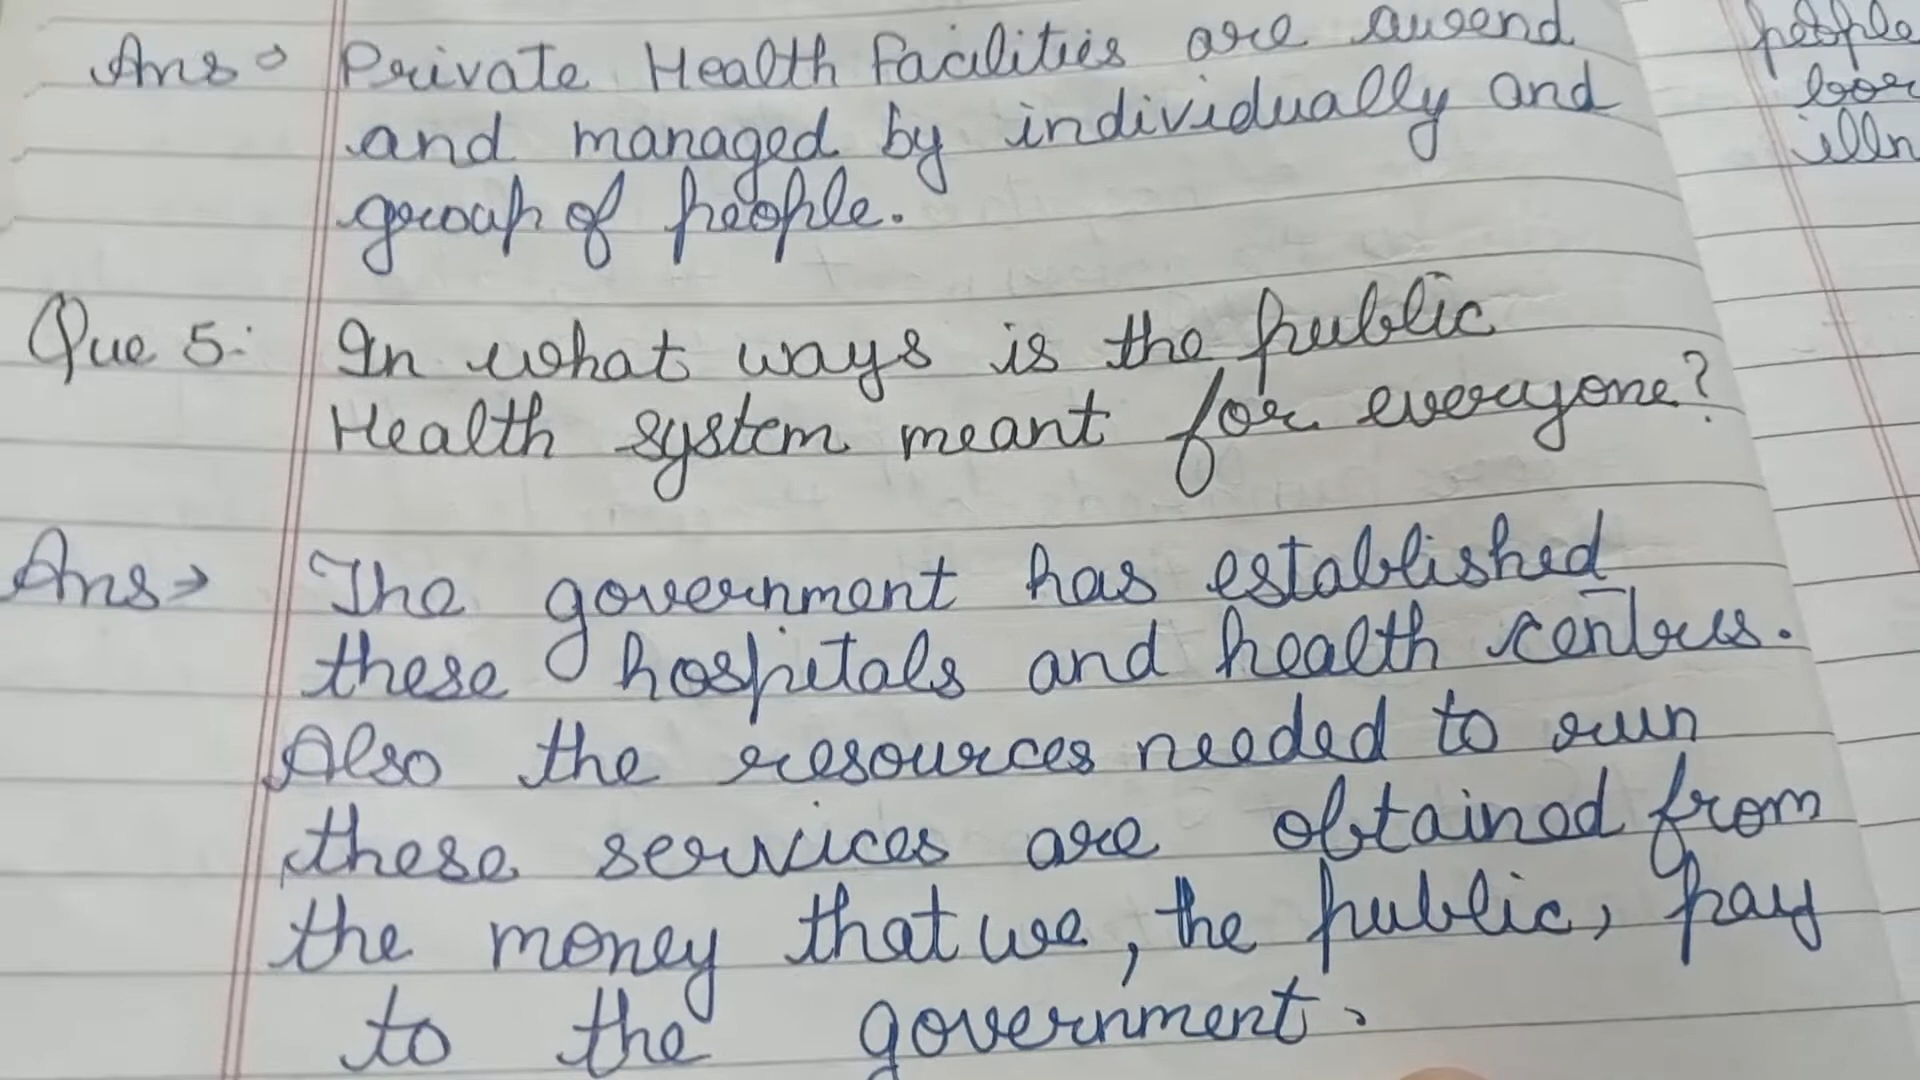 Ans → Private Health facilities are awend
and managed by individually and
group of people.
Que 5: In what ways is the public
Health system meant for everyone?
Ans → The government has established
these hospitals and health centres.
Also the resources needed to run
these services are obtained from
the money that we, the public, pay
to the government.
people
illn